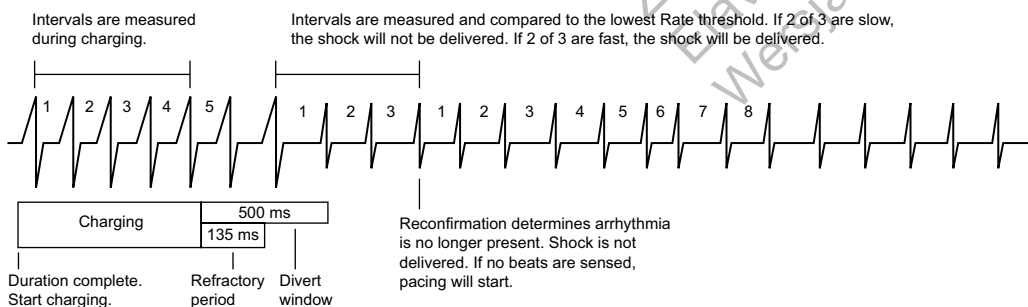 Intervals are measured
during charging.
Intervals are measured and compared to the lowest Rate threshold. If 2 of 3 are slow,
the shock will not be delivered. If 2 of 3 are fast, the shock will be delivered.
1 2 3 4 5 1 2 3 1 2 3 4 5 6 7 8
Charging
500 ms
135 ms
Duration complete.
Start charging.
Refractory
period
Divert
window
Reconfirmation determines arrhythmia
is no longer present. Shock is not
delivered. If no beats are sensed,
pacing will start.